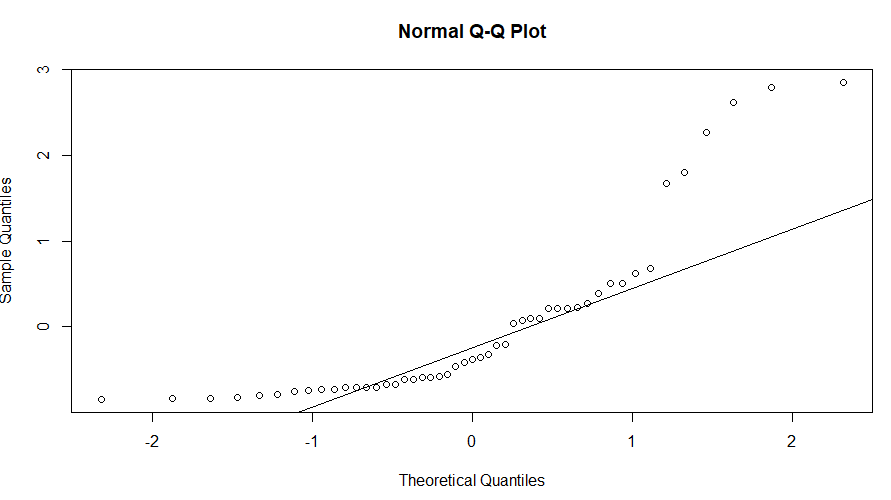 Normal Q-Q Plot
3
2
1
0
Sample Quantiles
-2 -1 0 1 2
Theoretical Quantiles